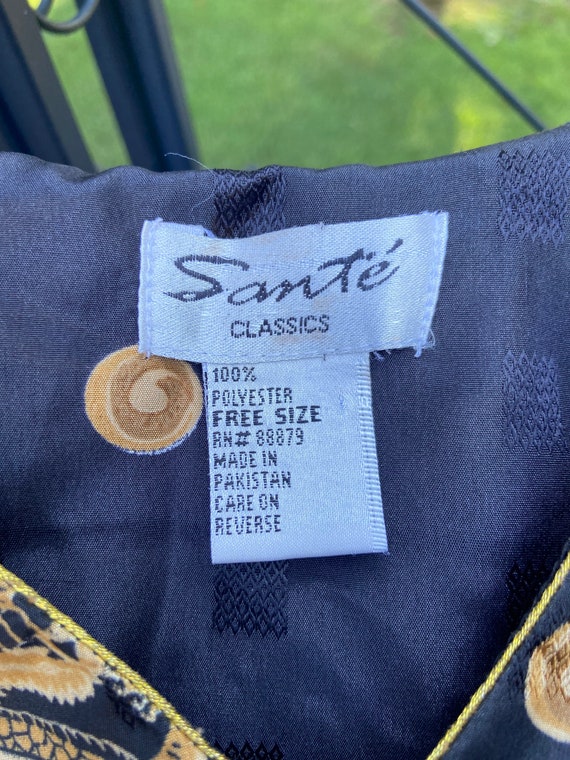 Santé
CLASSICS
100%
POLYESTER
FREE SIZE
RN# 88879
MADE IN
PAKISTAN
CARE ON
REVERSE